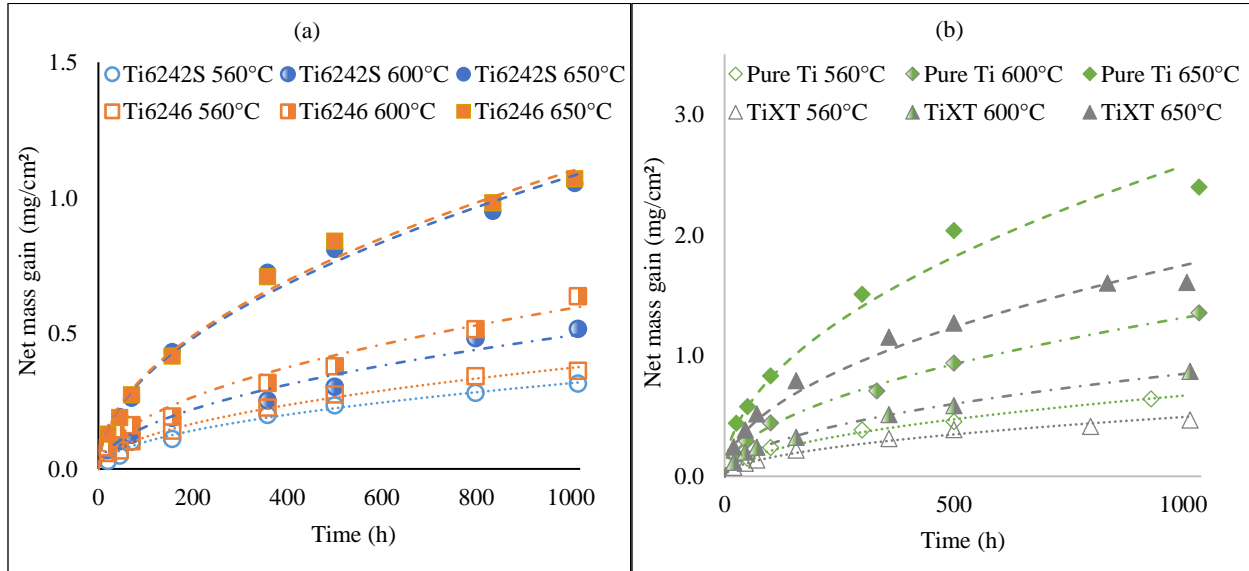 (a)
Ti6242S 560°C Ti6242S 600°C Ti6242S 650°C
Ti6246 560°C Ti6246 600°C Ti6246 650°C
Net mass gain (mg/cm²)
1.5
1.0
0.5
0.0
0 200 400 600 800 1000
Time (h)
(b)
Pure Ti 560°C Pure Ti 600°C Pure Ti 650°C
TiXT 560°C TiXT 600°C TiXT 650°C
Net mass gain (mg/cm²)
3.0
2.0
1.0
0.0
0 500 1000
Time (h)